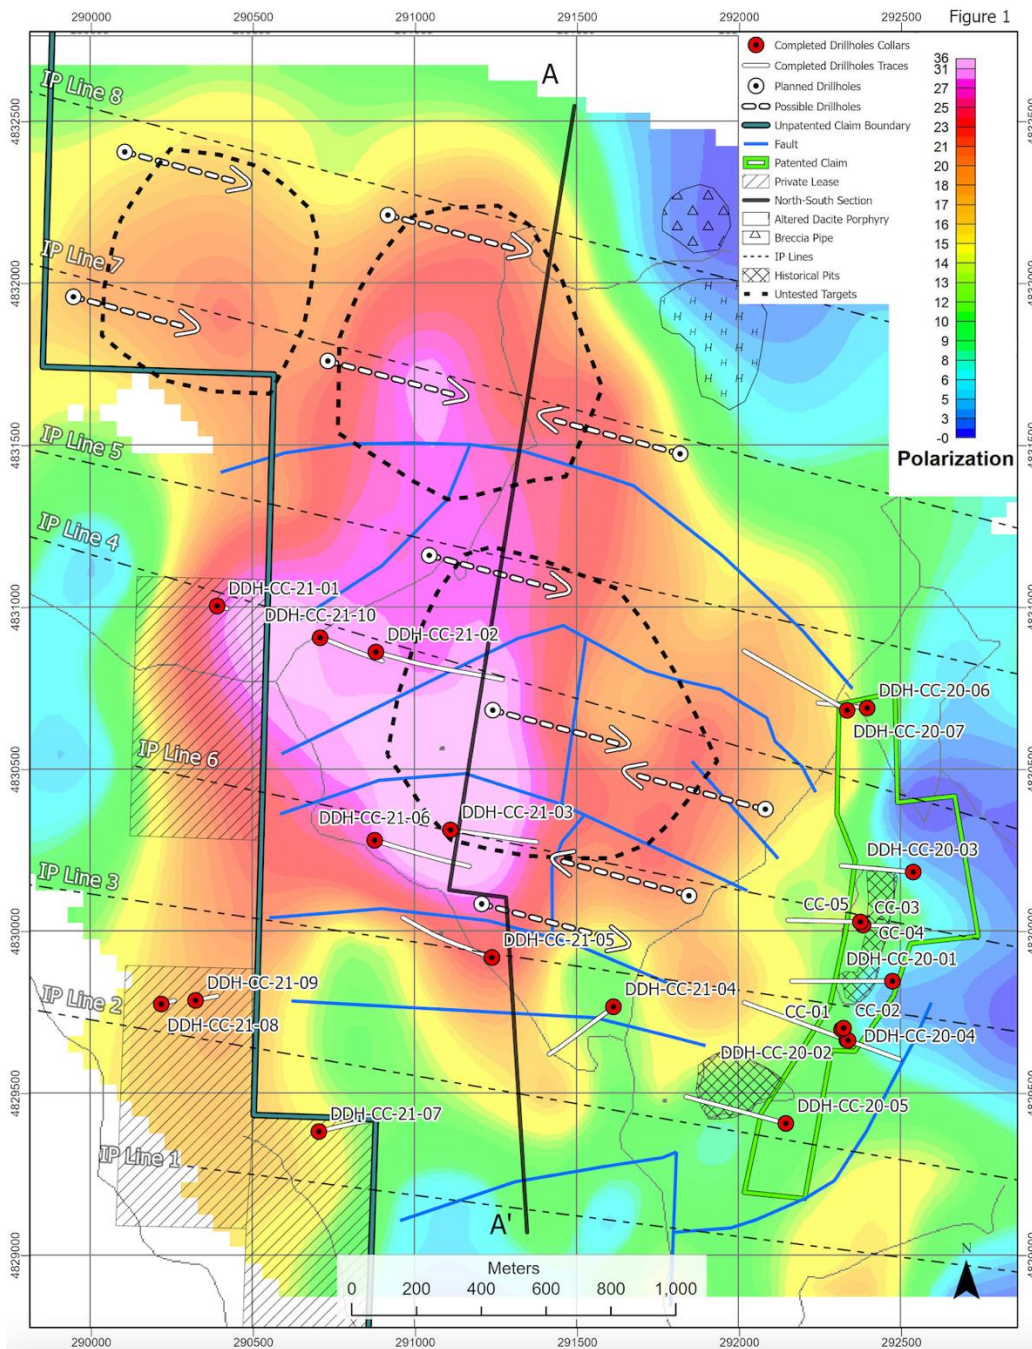 290000 290500 291000 291500 292000 292500
Figure 1
A
Completed Drillholes Collars
Completed Drillholes Traces
Planned Drillholes
Possible Drillholes
Unpatented Claim Boundary
Fault
Patented Claim
Private Lease
North-South Section
Altered Dacite Porphyry
Breccia Pipe
IP Lines
Historical Pits
Untested Targets
36
31
27
25
23
21
20
18
17
16
15
14
13
12
10
9
8
6
5
3
-0
Polarization
4832500
4832500
IP Line 8
4832000
4832000
IP Line 7
4831500
4831500
IP Line 5
IP Line 4
4831000
4831000
DDH-CC-21-01
DDH-CC-21-10
DDH-CC-21-02
DDH-CC-20-06
DDH-CC-20-07
4830500
4830500
IP Line 6
DDH-CC-21-03
DDH-CC-21-06
DDH-CC-20-03
IP Line 3
CC-05
CC-03
CC-04
4830000
4830000
DDH-CC-21-05
DDH-CC-20-01
DDH-CC-21-09
DDH-CC-21-04
IP Line 2
DDH-CC-21-08
CC-01
CC-02
DDH-CC-20-04
DDH-CC-20-02
4829500
4829500
DDH-CC-20-05
DDH-CC-21-07
IP Line 1
A'
4829000
4829000
Meters
0 200 400 600 800 1,000
N
290000 290500 291000 291500 292000 292500